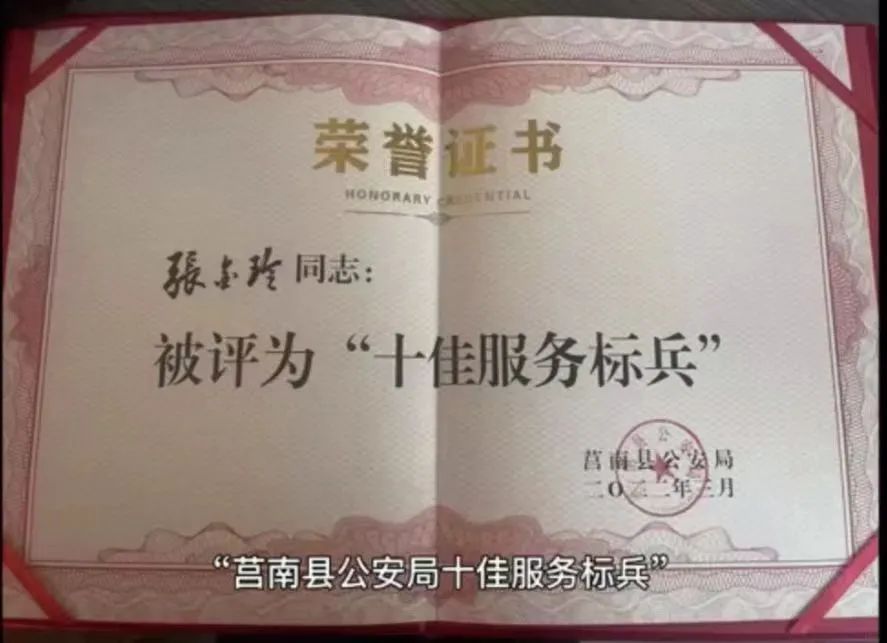 荣誉证书
HONORARY CREDENTIAL
張金玲 同志：
被评为“十佳服务标兵”
莒南县公安局
二〇二二年三月
“莒南县公安局十佳服务标兵”